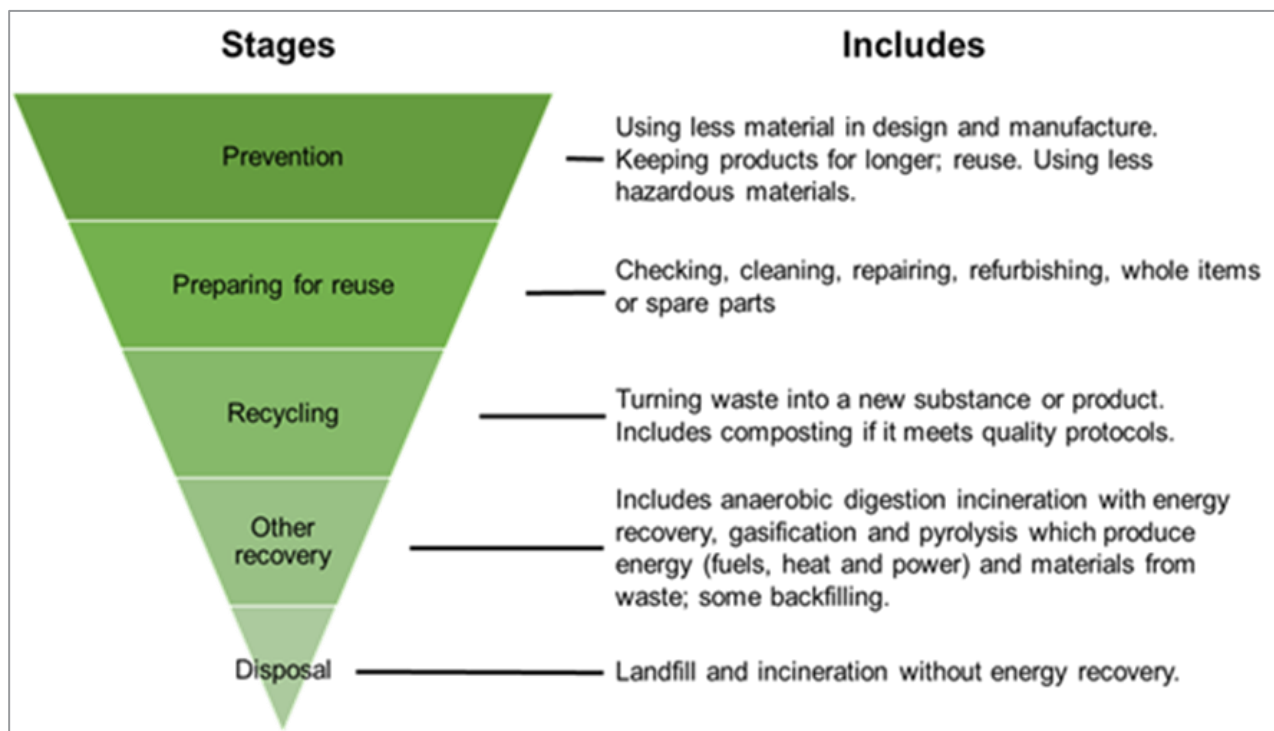 Stages
Includes
Prevention
Using less material in design and manufacture.
Keeping products for longer; reuse. Using less
hazardous materials.
Preparing for reuse
Checking, cleaning, repairing, refurbishing, whole items
or spare parts
Recycling
Turning waste into a new substance or product.
Includes composting if it meets quality protocols.
Other
recovery
Includes anaerobic digestion incineration with energy
recovery, gasification and pyrolysis which produce
energy (fuels, heat and power) and materials from
waste; some backfilling.
Disposal
Landfill and incineration without energy recovery.